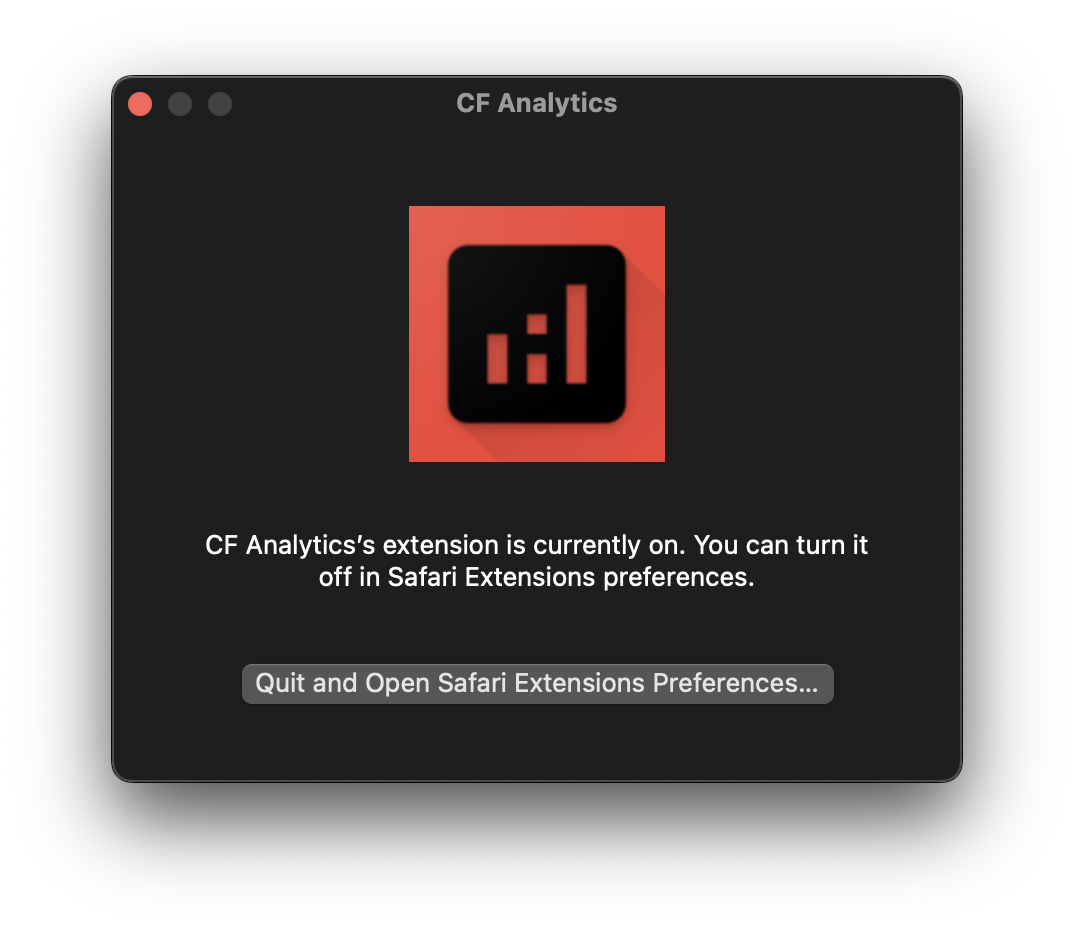 CF Analytics
CF Analytics’s extension is currently on. You can turn it
off in Safari Extensions preferences.
Quit and Open Safari Extensions Preferences…